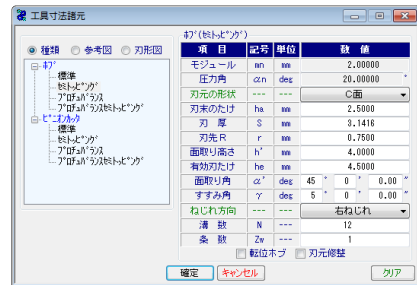 工具寸法諸元
種類 参考図 刃形図
ﾎﾌﾞ
標準
ｾﾐﾄｯﾋﾟﾝｸﾞ
ﾌﾟﾛﾁｭﾊﾞﾗﾝｽ
ﾌﾟﾛﾁｭﾊﾞﾗﾝｽｾﾐﾄｯﾋﾟﾝｸﾞ
ﾋﾟﾆｵﾝｶｯﾀ
標準
ｾﾐﾄｯﾋﾟﾝｸﾞ
ﾌﾟﾛﾁｭﾊﾞﾗﾝｽ
ﾌﾟﾛﾁｭﾊﾞﾗﾝｽｾﾐﾄｯﾋﾟﾝｸﾞ
ﾎﾌﾞ(ｾﾐﾄｯﾋﾟﾝｸﾞ)
項 目 記号 単位 数 値
モジュール mn mm 2.00000
圧力角 αn deg 20.00000 °
刃元の形状 --- --- C面
刃末のたけ ha mm 2.5000
刃 厚 S mm 3.1416
刃先R r mm 0.7500
面取り高さ h' mm 4.0000
有効刃たけ he mm 4.5000
面取り角 α' deg 45 ° 0 ' 0.00 "
すすみ角 γ deg 5 ° 0 ' 0.00 "
ねじれ方向 --- --- 右ねじれ
溝 数 N --- 12
条 数 Zw --- 1
転位ホブ 刃元修整
確定 キャンセル クリア